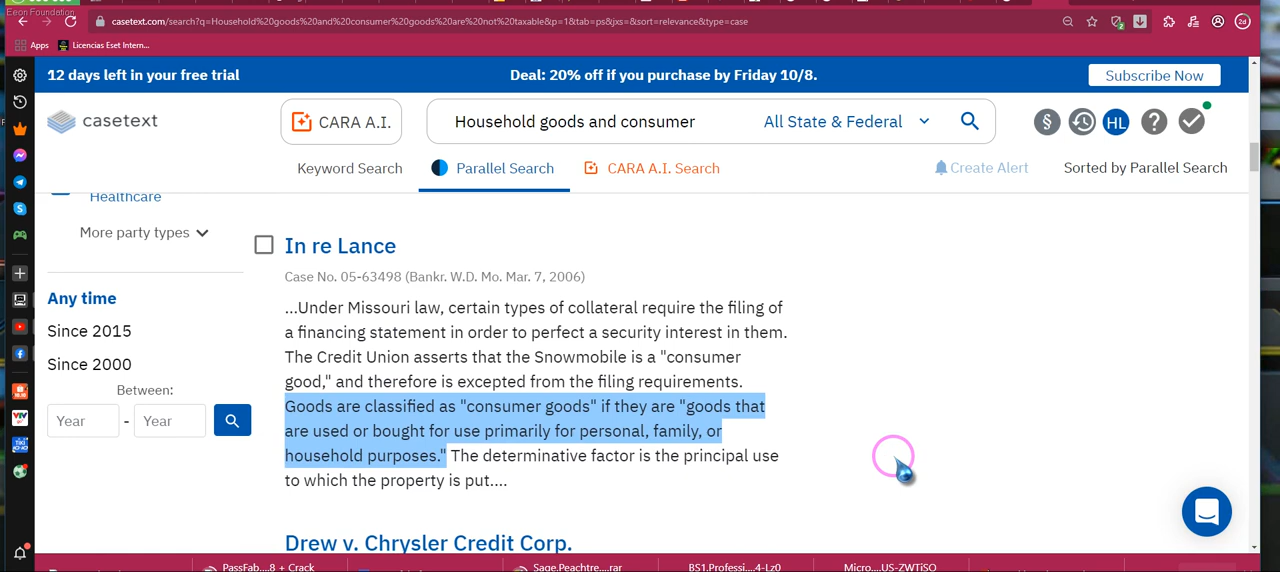 Eeon Foundation
casetext.com/search?q=Household%20goods%20and%20consumer%20goods%20are%20not%20taxable&p=1&tab=ps&jxs=&sort=relevance&type=case
2
2d
Apps
Licencias Eset Intern...
12 days left in your free trial
Deal: 20% off if you purchase by Friday 10/8.
Subscribe Now
casetext
CARA A.I.
Household goods and consumer
All State & Federal
§
HL
?
Keyword Search
Parallel Search
CARA A.I. Search
Create Alert
Sorted by Parallel Search
Healthcare
More party types
Any time
Since 2015
Since 2000
Between:
Year - Year
In re Lance
Case No. 05-63498 (Bankr. W.D. Mo. Mar. 7, 2006)
...Under Missouri law, certain types of collateral require the filing of
a financing statement in order to perfect a security interest in them.
The Credit Union asserts that the Snowmobile is a "consumer
good," and therefore is excepted from the filing requirements.
Goods are classified as "consumer goods" if they are "goods that
are used or bought for use primarily for personal, family, or
household purposes." The determinative factor is the principal use
to which the property is put....
Drew v. Chrysler Credit Corp.
PassFab....8 + Crack
Sage.Peachtre....rar
BS1.Professi....4-Lz0
Micro....US-ZWTiSO